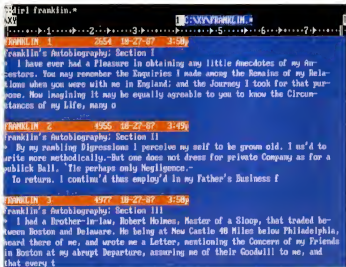 dirl franklin.*
\XY 1 C:\XY\FRANKLIN.*
FRANKLIN 1 2654 10-27-87 3:50p
Franklin's Autobiography: Section I
I have ever had a Pleasure in obtaining any little Anecdotes of my An-
cestors. You may remember the Enquiries I made among the Remains of my Rela-
tions when you were with me in England; and the Journey I took for that pur-
pose. Now imagining it may be equally agreable to you to know the Circum-
stances of my Life, many o
FRANKLIN 2 4956 10-27-87 3:49p
Franklin's Autobiography: Section II
By my rambling Digressions I perceive my self to be grown old. I us'd to
write more methodically.-But one does not dress for private Company as for a
publick Ball. 'Tis perhaps only Negligence.-
To return. I continu'd thus employ'd in my Father's Business f
FRANKLIN 3 4977 10-27-87 3:50p
Franklin's Autobiography: Section III
I had a Brother-in-law, Robert Holmes, Master of a Sloop, that traded be-
tween Boston and Delaware. He being at New Castle 40 Miles below Philadelphia,
heard there of me, and wrote me a Letter, mentioning the Concern of my Friends
in Boston at my abrupt Departure, assuring me of their Goodwill to me, and
that every t